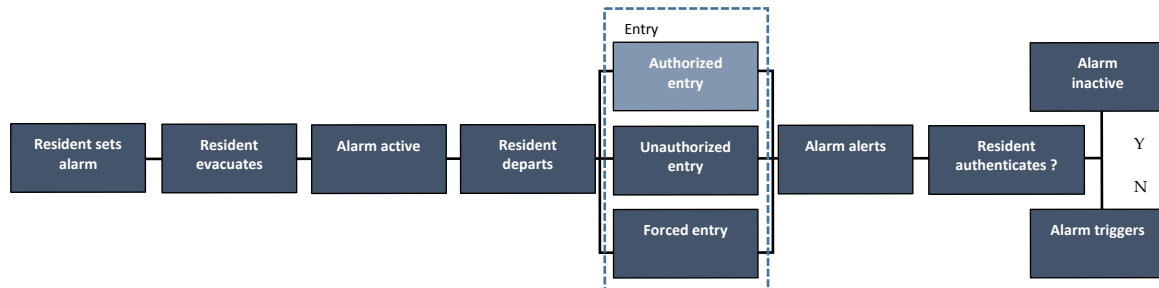 Entry
Authorized
entry
Alarm
inactive
Resident sets
alarm
Resident
evacuates
Alarm active
Resident
departs
Unauthorized
entry
Alarm alerts
Resident
authenticates ?
Y
N
Forced entry
Alarm triggers